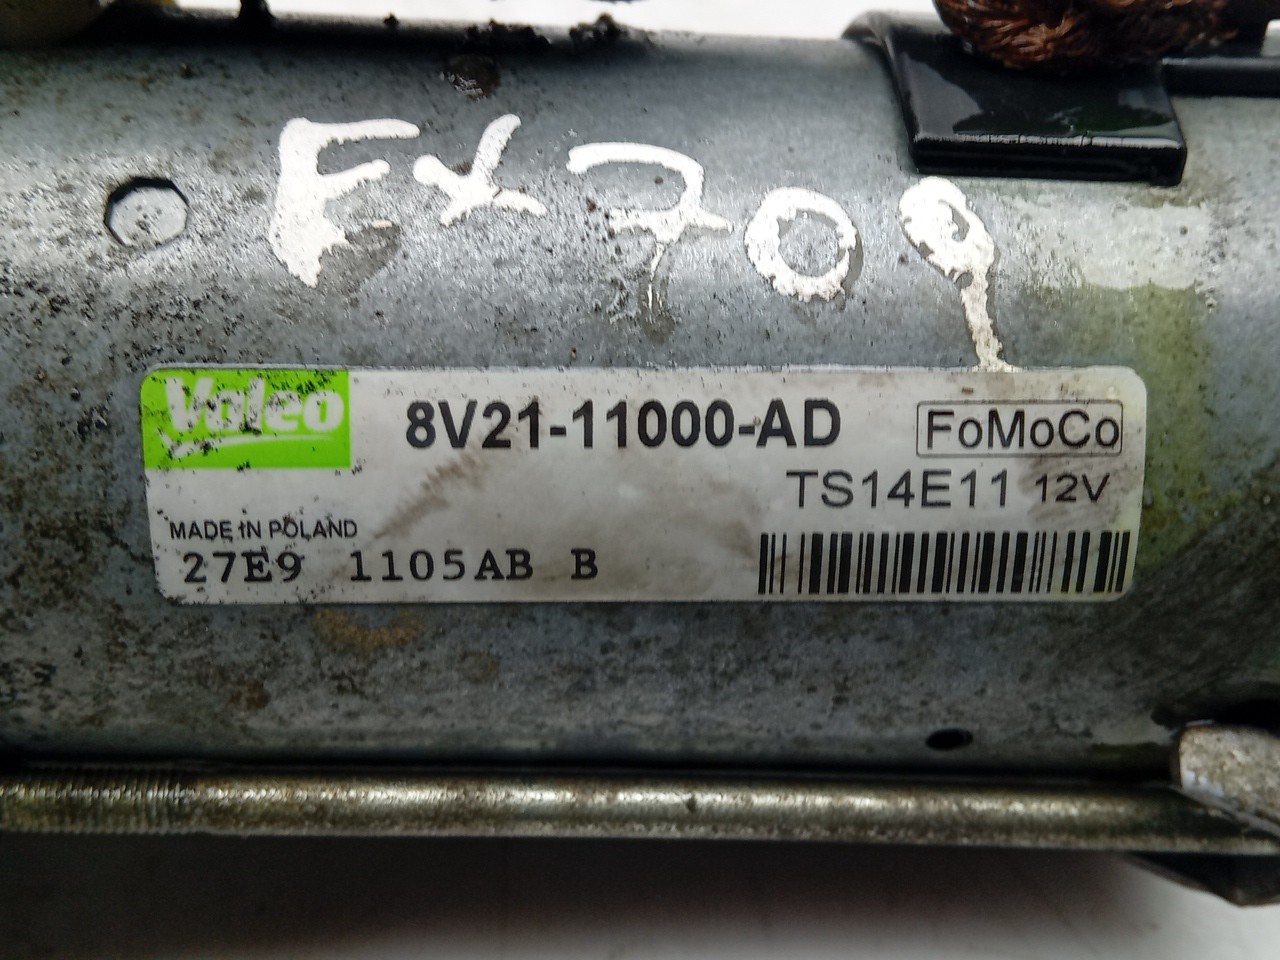 FX709
Valeo
8V21-11000-AD
FoMoCo
TS14E11 12V
MADE IN POLAND
27E9 1105AB B